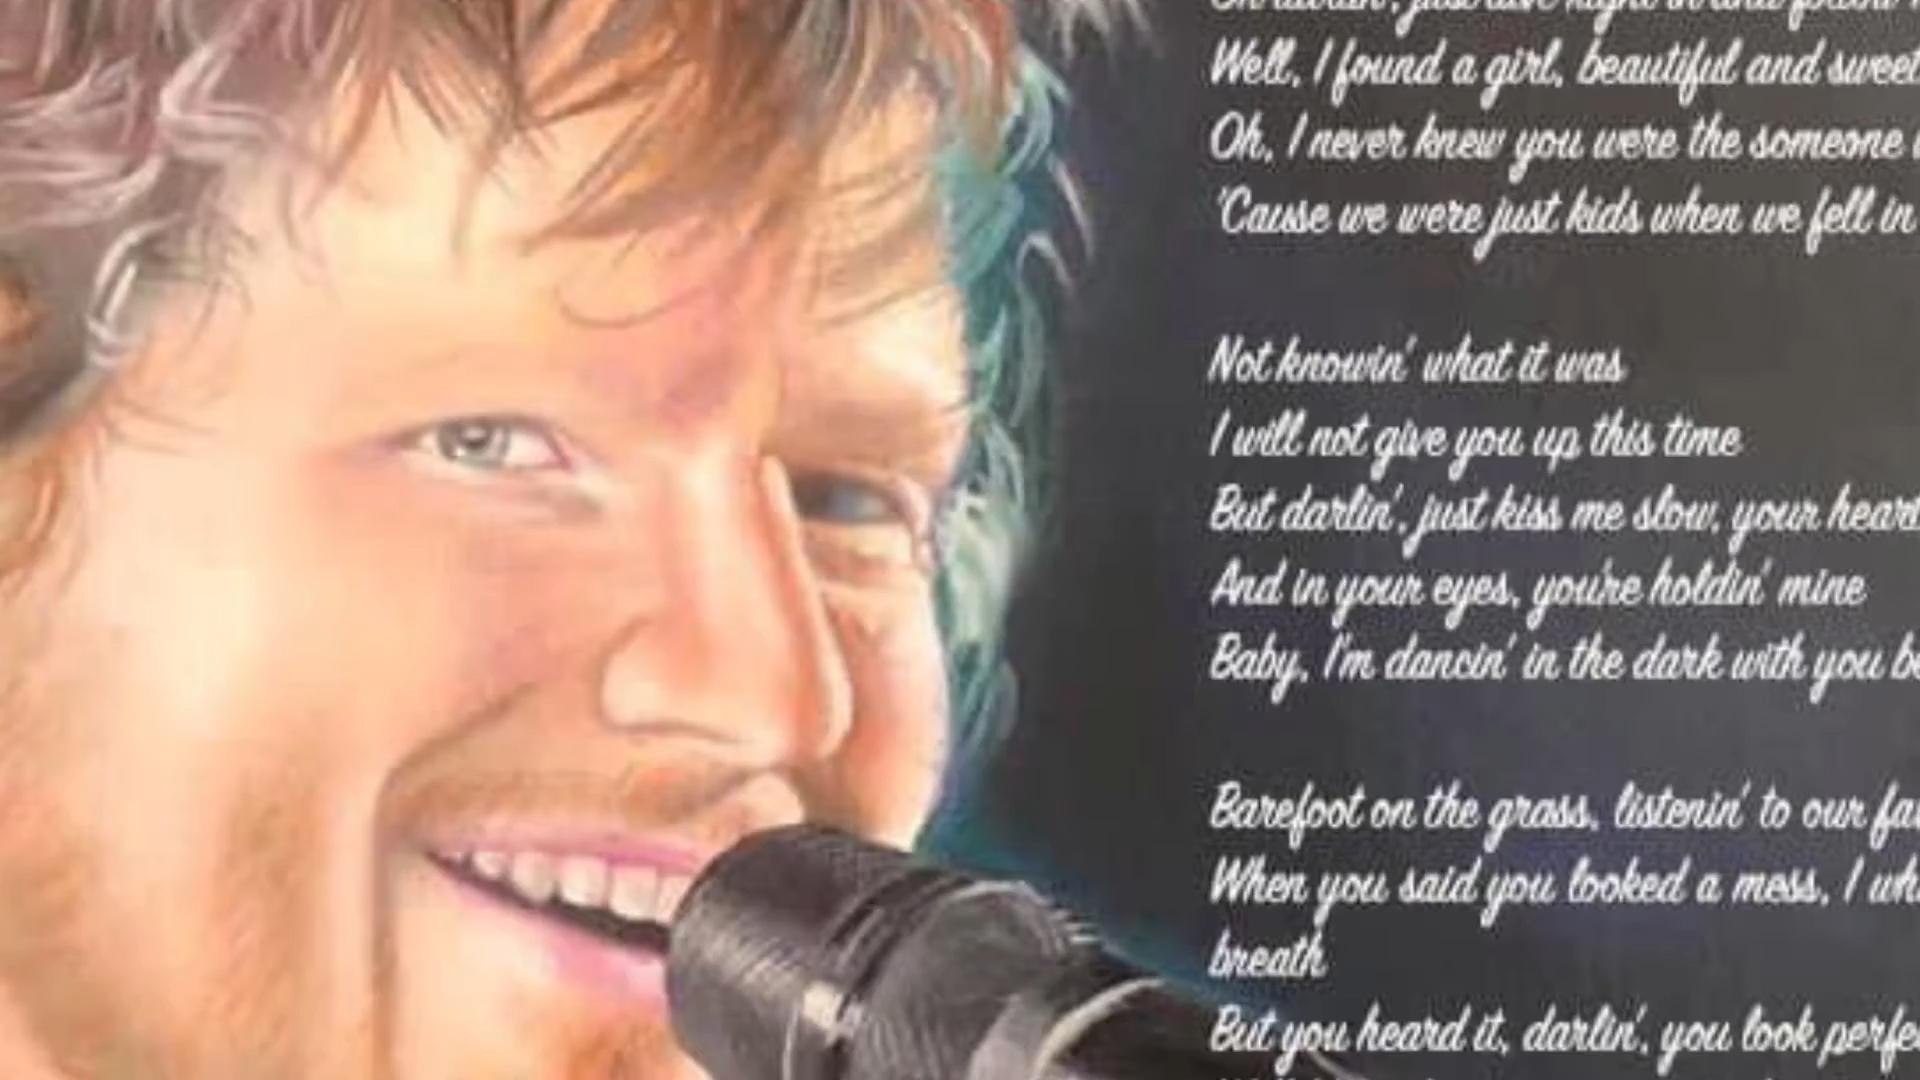 Well, I found a girl, beautiful and sweet
Oh, I never knew you were the someone
'Cause we were just kids when we fell in
Not knowin' what it was
I will not give you up this time
But darlin', just kiss me slow, your heart
And in your eyes, you're holdin' mine
Baby, I'm dancin' in the dark with you
Barefoot on the grass, listenin' to our
When you said you looked a mess, I
breath
But you heard it, darlin', you look